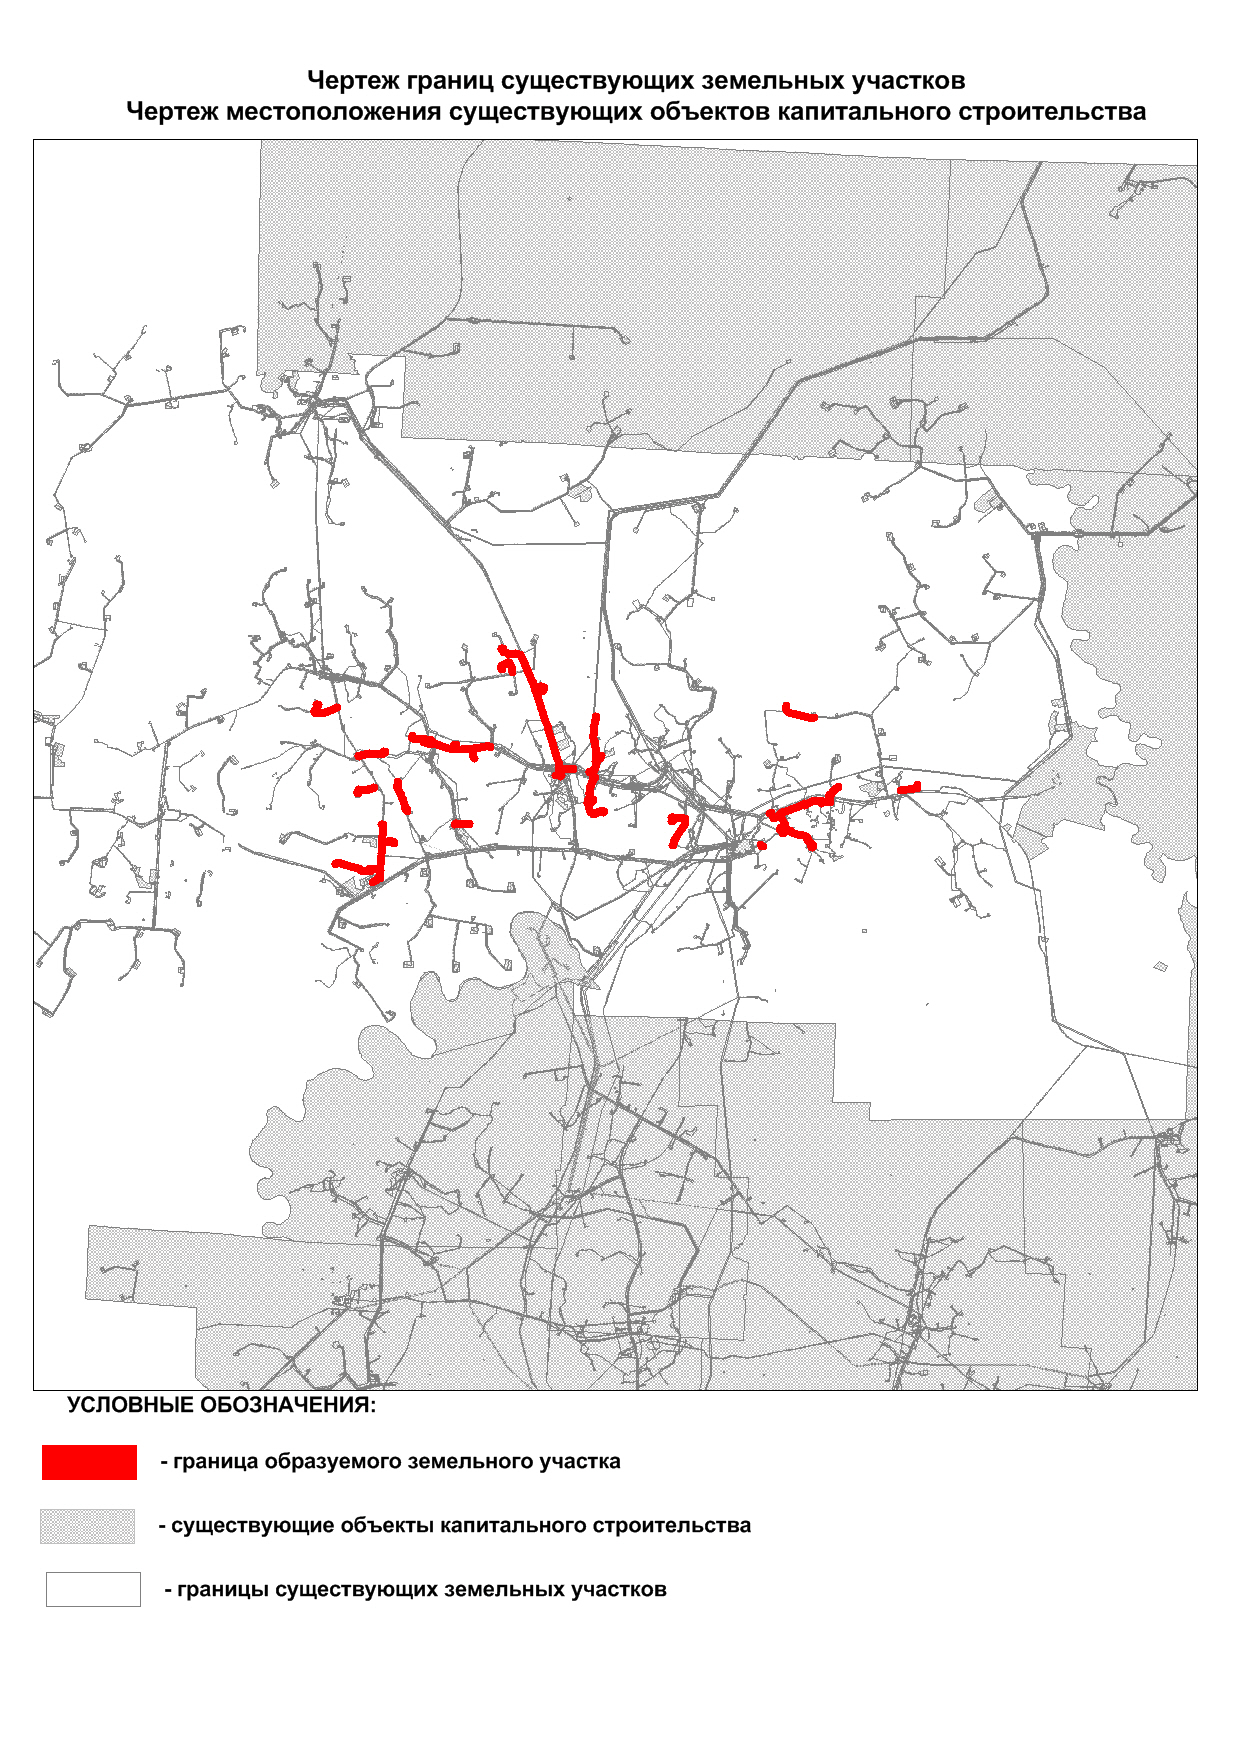 Чертеж границ существующих земельных участков
Чертеж местоположения существующих объектов капитального строительства
УСЛОВНЫЕ ОБОЗНАЧЕНИЯ:
- граница образуемого земельного участка
- существующие объекты капитального строительства
- границы существующих земельных участков